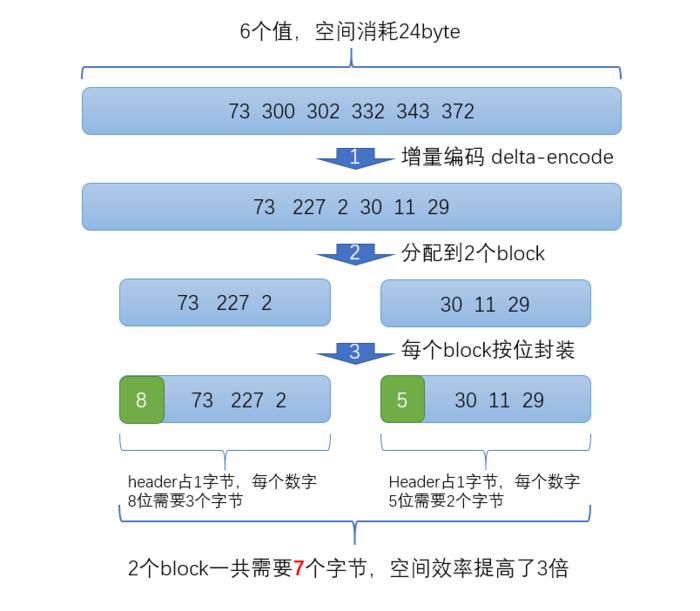 6个值，空间消耗24byte
73 300 302 332 343 372
1 增量编码 delta-encode
73 227 2 30 11 29
2 分配到2个block
73 227 2 30 11 29
3 每个block按位封装
8 73 227 2 5 30 11 29
header占1字节，每个数字
8位需要3个字节
Header占1字节，每个数字
5位需要2个字节
2个block一共需要7个字节，空间效率提高了3倍